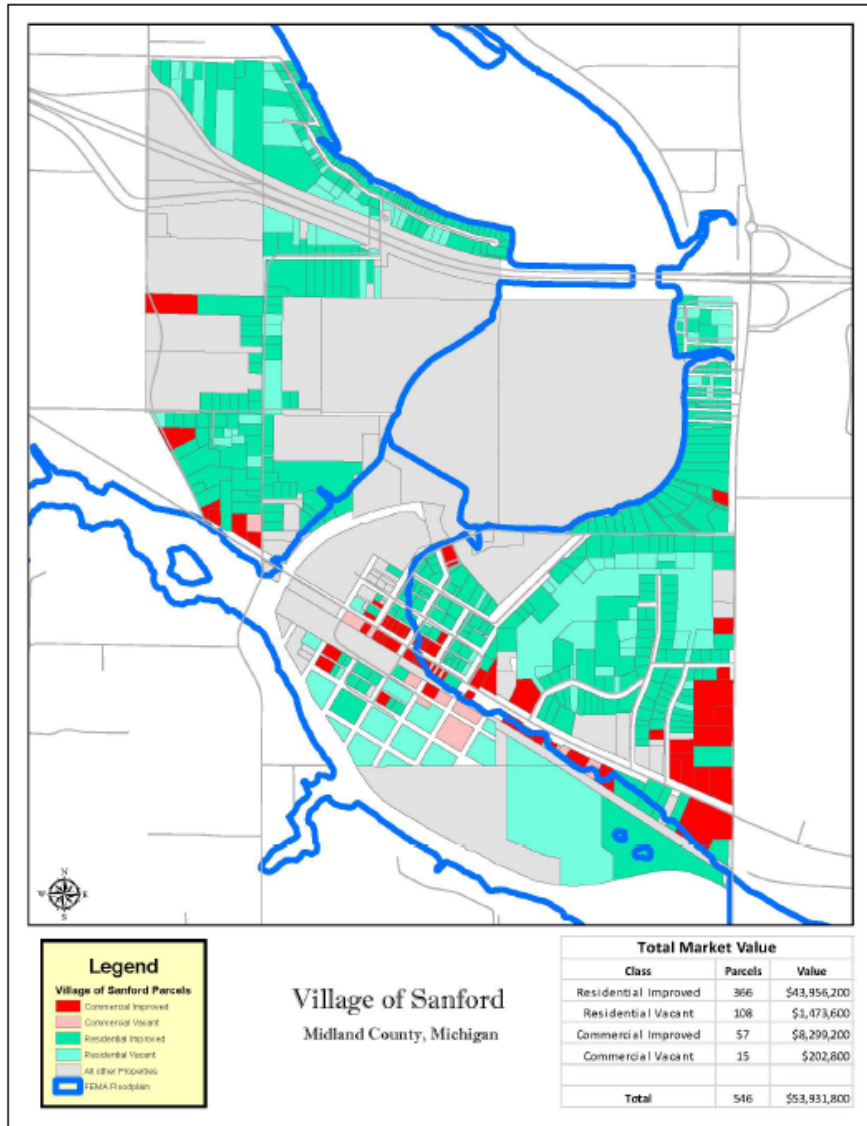 N
W E
S
Legend
Village of Sanford Parcels
Commercial Improved
Commercial Vacant
Residential Improved
Residential Vacant
All other Properties
FEMA Floodplain
Village of Sanford
Midland County, Michigan
Total Market Value
Class Parcels Value
Residential Improved 366 $43,956,200
Residential Vacant 108 $1,473,600
Commercial Improved 57 $8,299,200
Commercial Vacant 15 $202,800
Total 546 $53,931,800